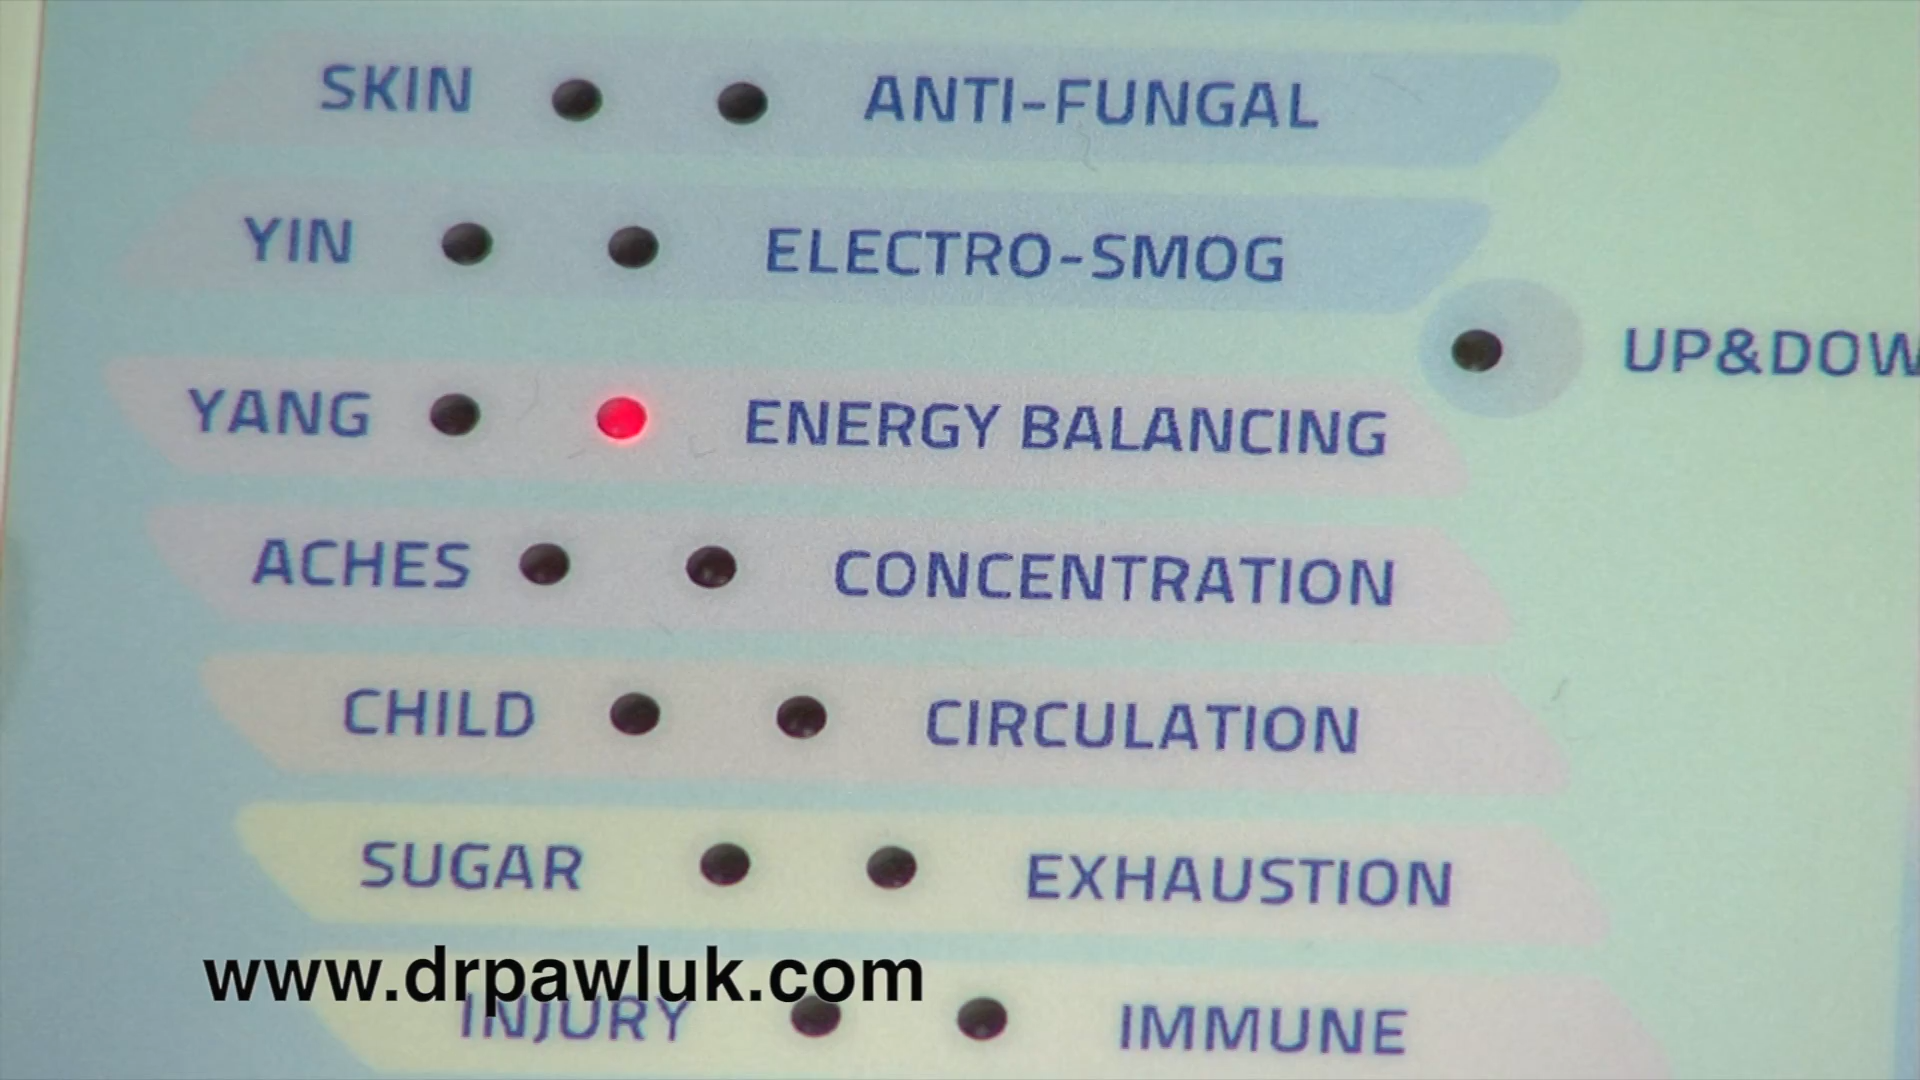 SKIN ANTI-FUNGAL
YIN ELECTRO-SMOG
UP&DOW
YANG ENERGY BALANCING
ACHES CONCENTRATION
CHILD CIRCULATION
SUGAR EXHAUSTION
www.drpawluk.com
INJURY IMMUNE